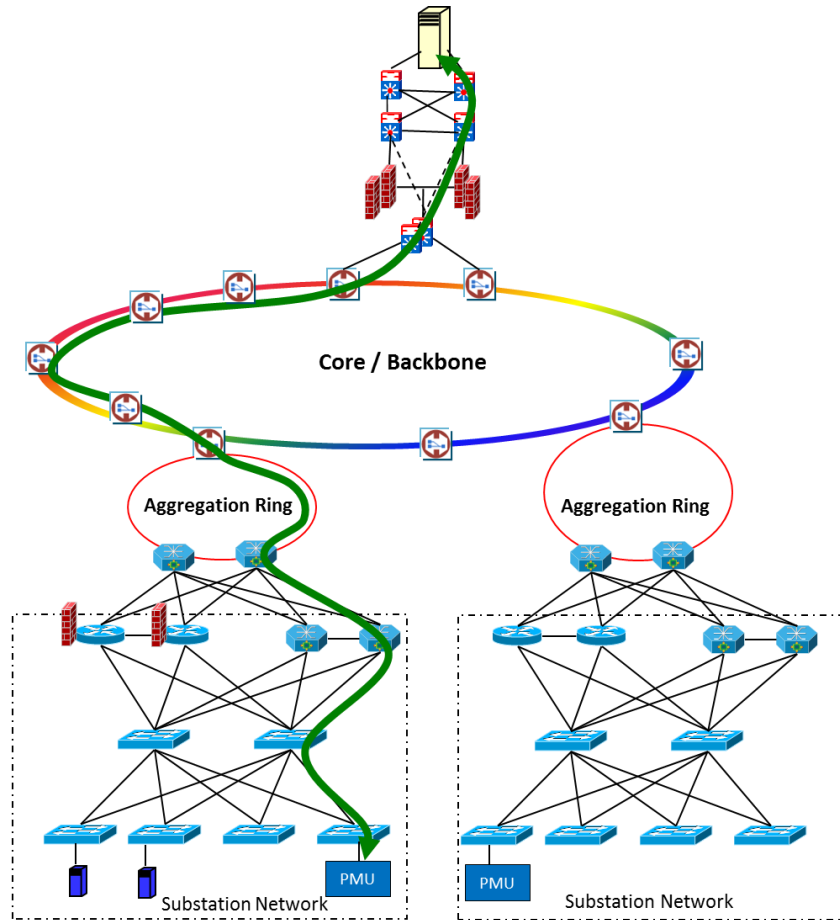 Core / Backbone
Aggregation Ring
Aggregation Ring
PMU
Substation Network
PMU
Substation Network